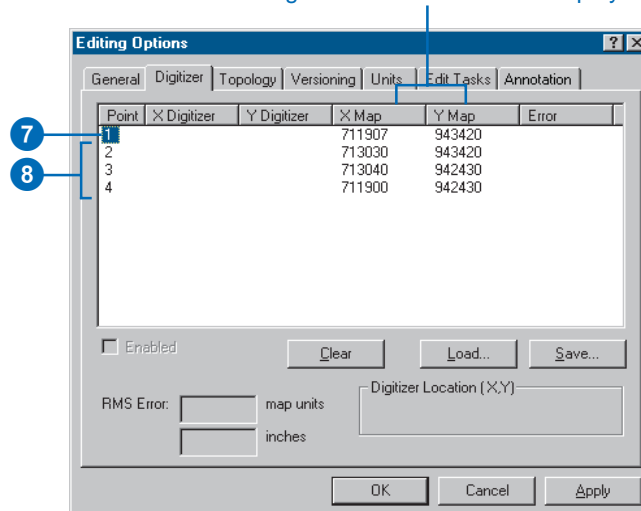 Editing Options
General Digitizer Topology Versioning Units Edit Tasks Annotation
Point X Digitizer Y Digitizer X Map Y Map Error
7 1 711907 943420
2 713030 943420
8 3 713040 942430
4 711900 942430
Enabled Clear Load... Save...
Digitizer Location (X,Y)
RMS Error: map units
inches
OK Cancel Apply